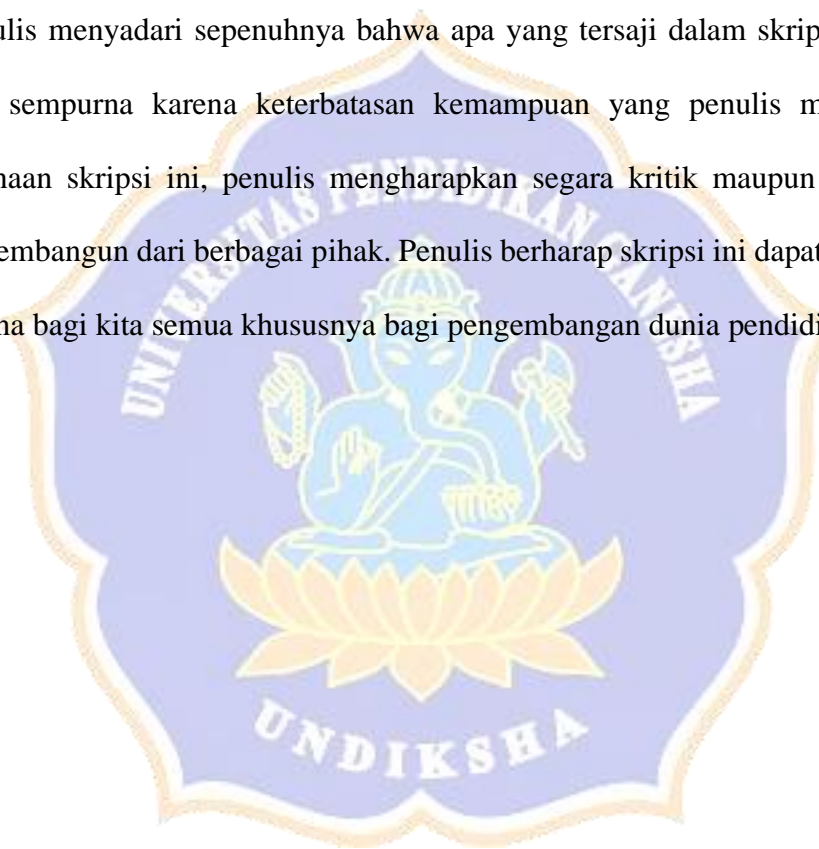 ulis menyadari sepenuhnya bahwa apa yang tersaji dalam skrip
sempurna karena keterbatasan kemampuan yang penulis m
naan skripsi ini, penulis mengharapkan segara kritik maupun
embangun dari berbagai pihak. Penulis berharap skripsi ini dapat
na bagi kita semua khususnya bagi pengembangan dunia pendidi
UNIVERSITAS PENDIDIKAN GANESHA
UNDIKSHA